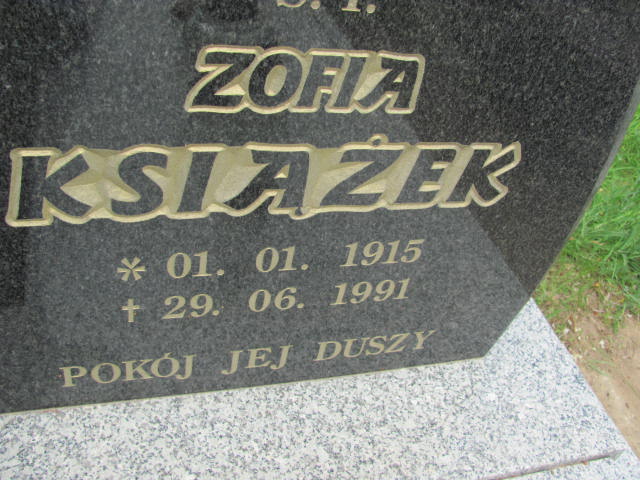 Ś. P.
ZOFIA
KSIĄŻEK
* 01. 01. 1915
† 29. 06. 1991
POKÓJ JEJ DUSZY